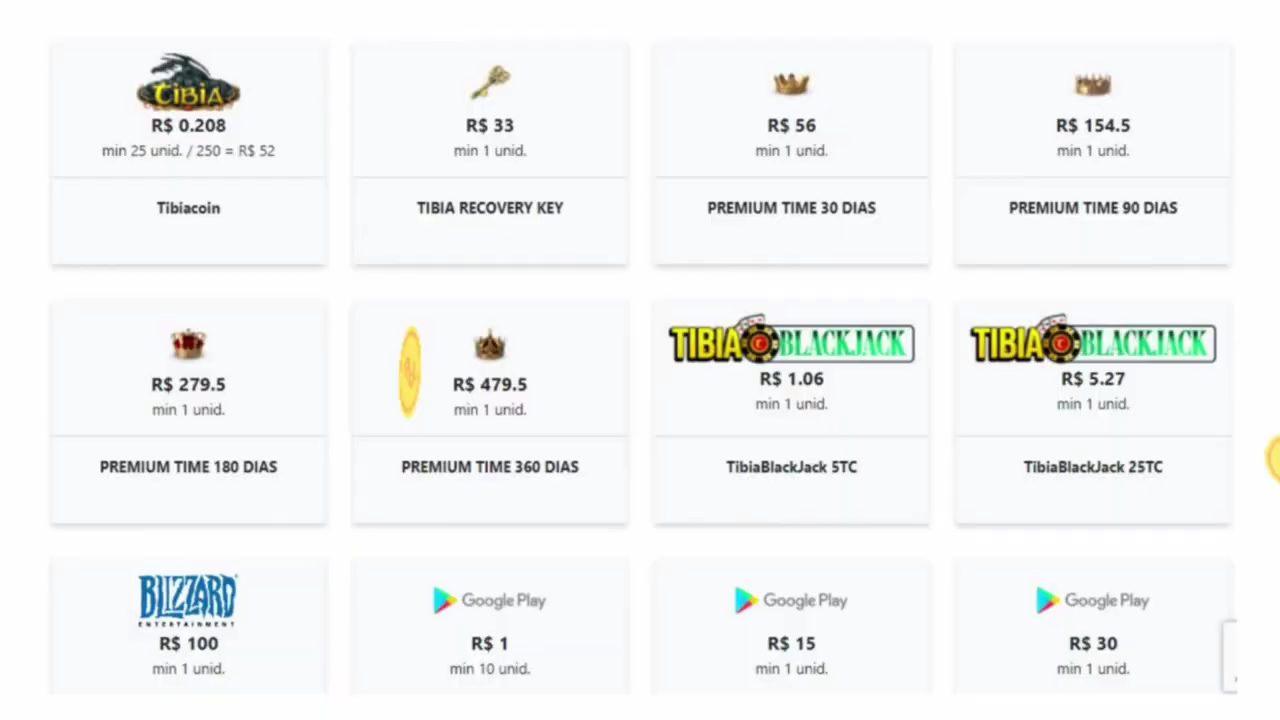 TIBIA
R$ 0.208
min 25 unid. / 250 = R$ 52
Tibiacoin
R$ 33
min 1 unid.
TIBIA RECOVERY KEY
R$ 56
min 1 unid.
PREMIUM TIME 30 DIAS
R$ 154.5
min 1 unid.
PREMIUM TIME 90 DIAS
R$ 279.5
min 1 unid.
PREMIUM TIME 180 DIAS
R$ 479.5
min 1 unid.
PREMIUM TIME 360 DIAS
TIBIA BLACKJACK
R$ 1.06
min 1 unid.
TibiaBlackJack 5TC
TIBIA BLACKJACK
R$ 5.27
min 1 unid.
TibiaBlackJack 25TC
BLIZZARD
ENTERTAINMENT
R$ 100
min 1 unid.
Google Play
R$ 1
min 10 unid.
Google Play
R$ 15
min 1 unid.
Google Play
R$ 30
min 1 unid.